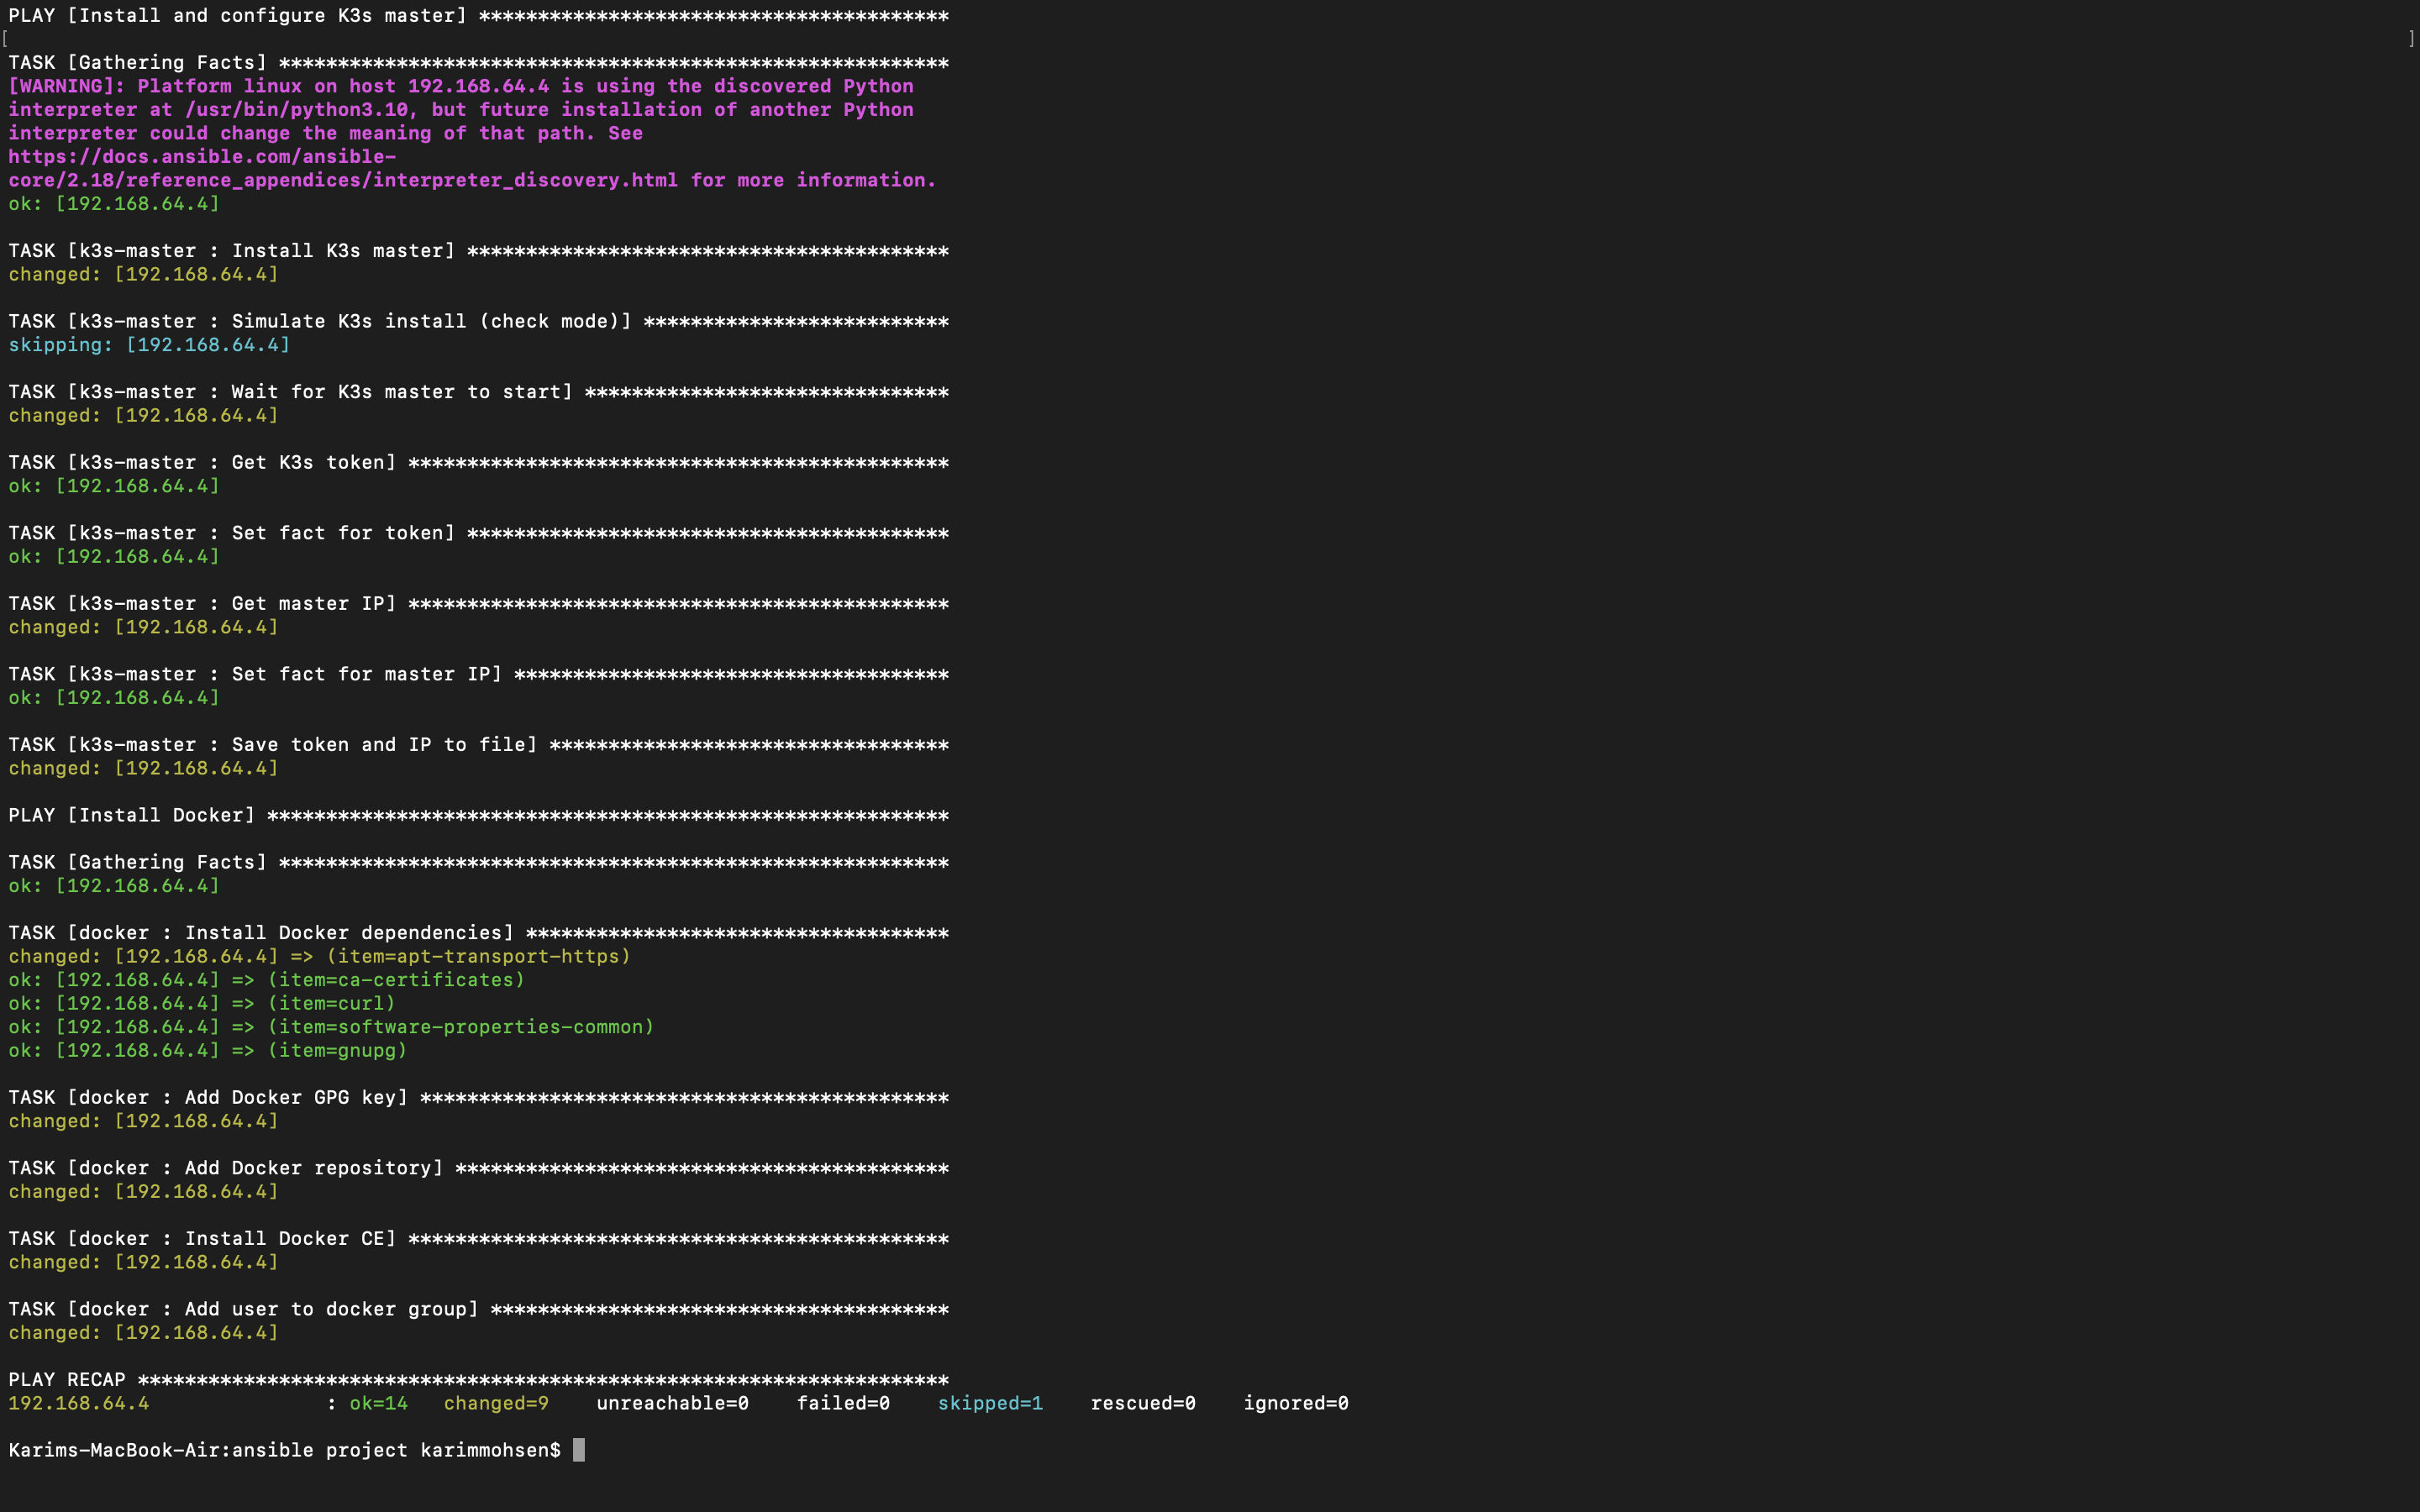 PLAY [Install and configure K3s master] ****************************************
[ ]
TASK [Gathering Facts] *********************************************************
[WARNING]: Platform linux on host 192.168.64.4 is using the discovered Python
interpreter at /usr/bin/python3.10, but future installation of another Python
interpreter could change the meaning of that path. See
https://docs.ansible.com/ansible-
core/2.18/reference_appendices/interpreter_discovery.html for more information.
ok: [192.168.64.4]
TASK [k3s-master : Install K3s master] *****************************************
changed: [192.168.64.4]
TASK [k3s-master : Simulate K3s install (check mode)] **************************
skipping: [192.168.64.4]
TASK [k3s-master : Wait for K3s master to start] *******************************
changed: [192.168.64.4]
TASK [k3s-master : Get K3s token] **********************************************
ok: [192.168.64.4]
TASK [k3s-master : Set fact for token] *****************************************
ok: [192.168.64.4]
TASK [k3s-master : Get master IP] **********************************************
changed: [192.168.64.4]
TASK [k3s-master : Set fact for master IP] *************************************
ok: [192.168.64.4]
TASK [k3s-master : Save token and IP to file] **********************************
changed: [192.168.64.4]
PLAY [Install Docker] **********************************************************
TASK [Gathering Facts] *********************************************************
ok: [192.168.64.4]
TASK [docker : Install Docker dependencies] ************************************
changed: [192.168.64.4] => (item=apt-transport-https)
ok: [192.168.64.4] => (item=ca-certificates)
ok: [192.168.64.4] => (item=curl)
ok: [192.168.64.4] => (item=software-properties-common)
ok: [192.168.64.4] => (item=gnupg)
TASK [docker : Add Docker GPG key] *********************************************
changed: [192.168.64.4]
TASK [docker : Add Docker repository] ******************************************
changed: [192.168.64.4]
TASK [docker : Install Docker CE] **********************************************
changed: [192.168.64.4]
TASK [docker : Add user to docker group] ***************************************
changed: [192.168.64.4]
PLAY RECAP *********************************************************************
192.168.64.4               : ok=14   changed=9    unreachable=0    failed=0    skipped=1    rescued=0    ignored=0
Karims-MacBook-Air:ansible project karimmohsen$